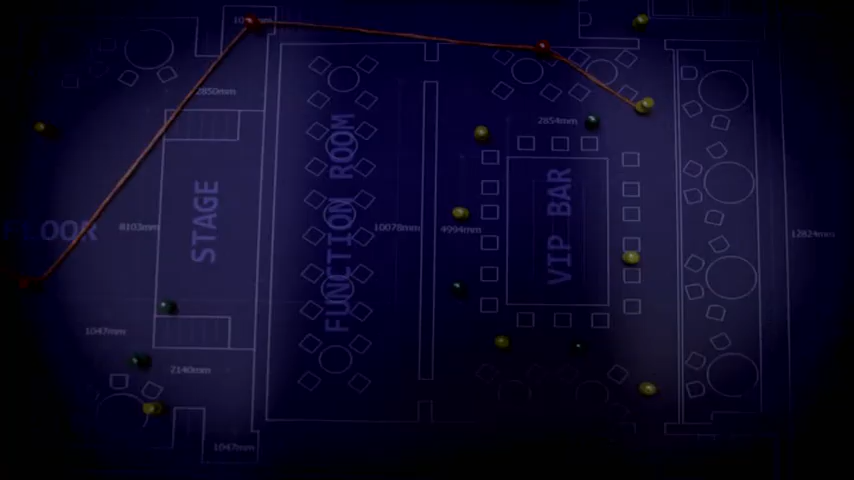 2850mm
2854mm
FLOOR
8103mm
STAGE
FUNCTION ROOM
10078mm
4994mm
VIP BAR
12824mm
1047mm
2140mm
1047mm